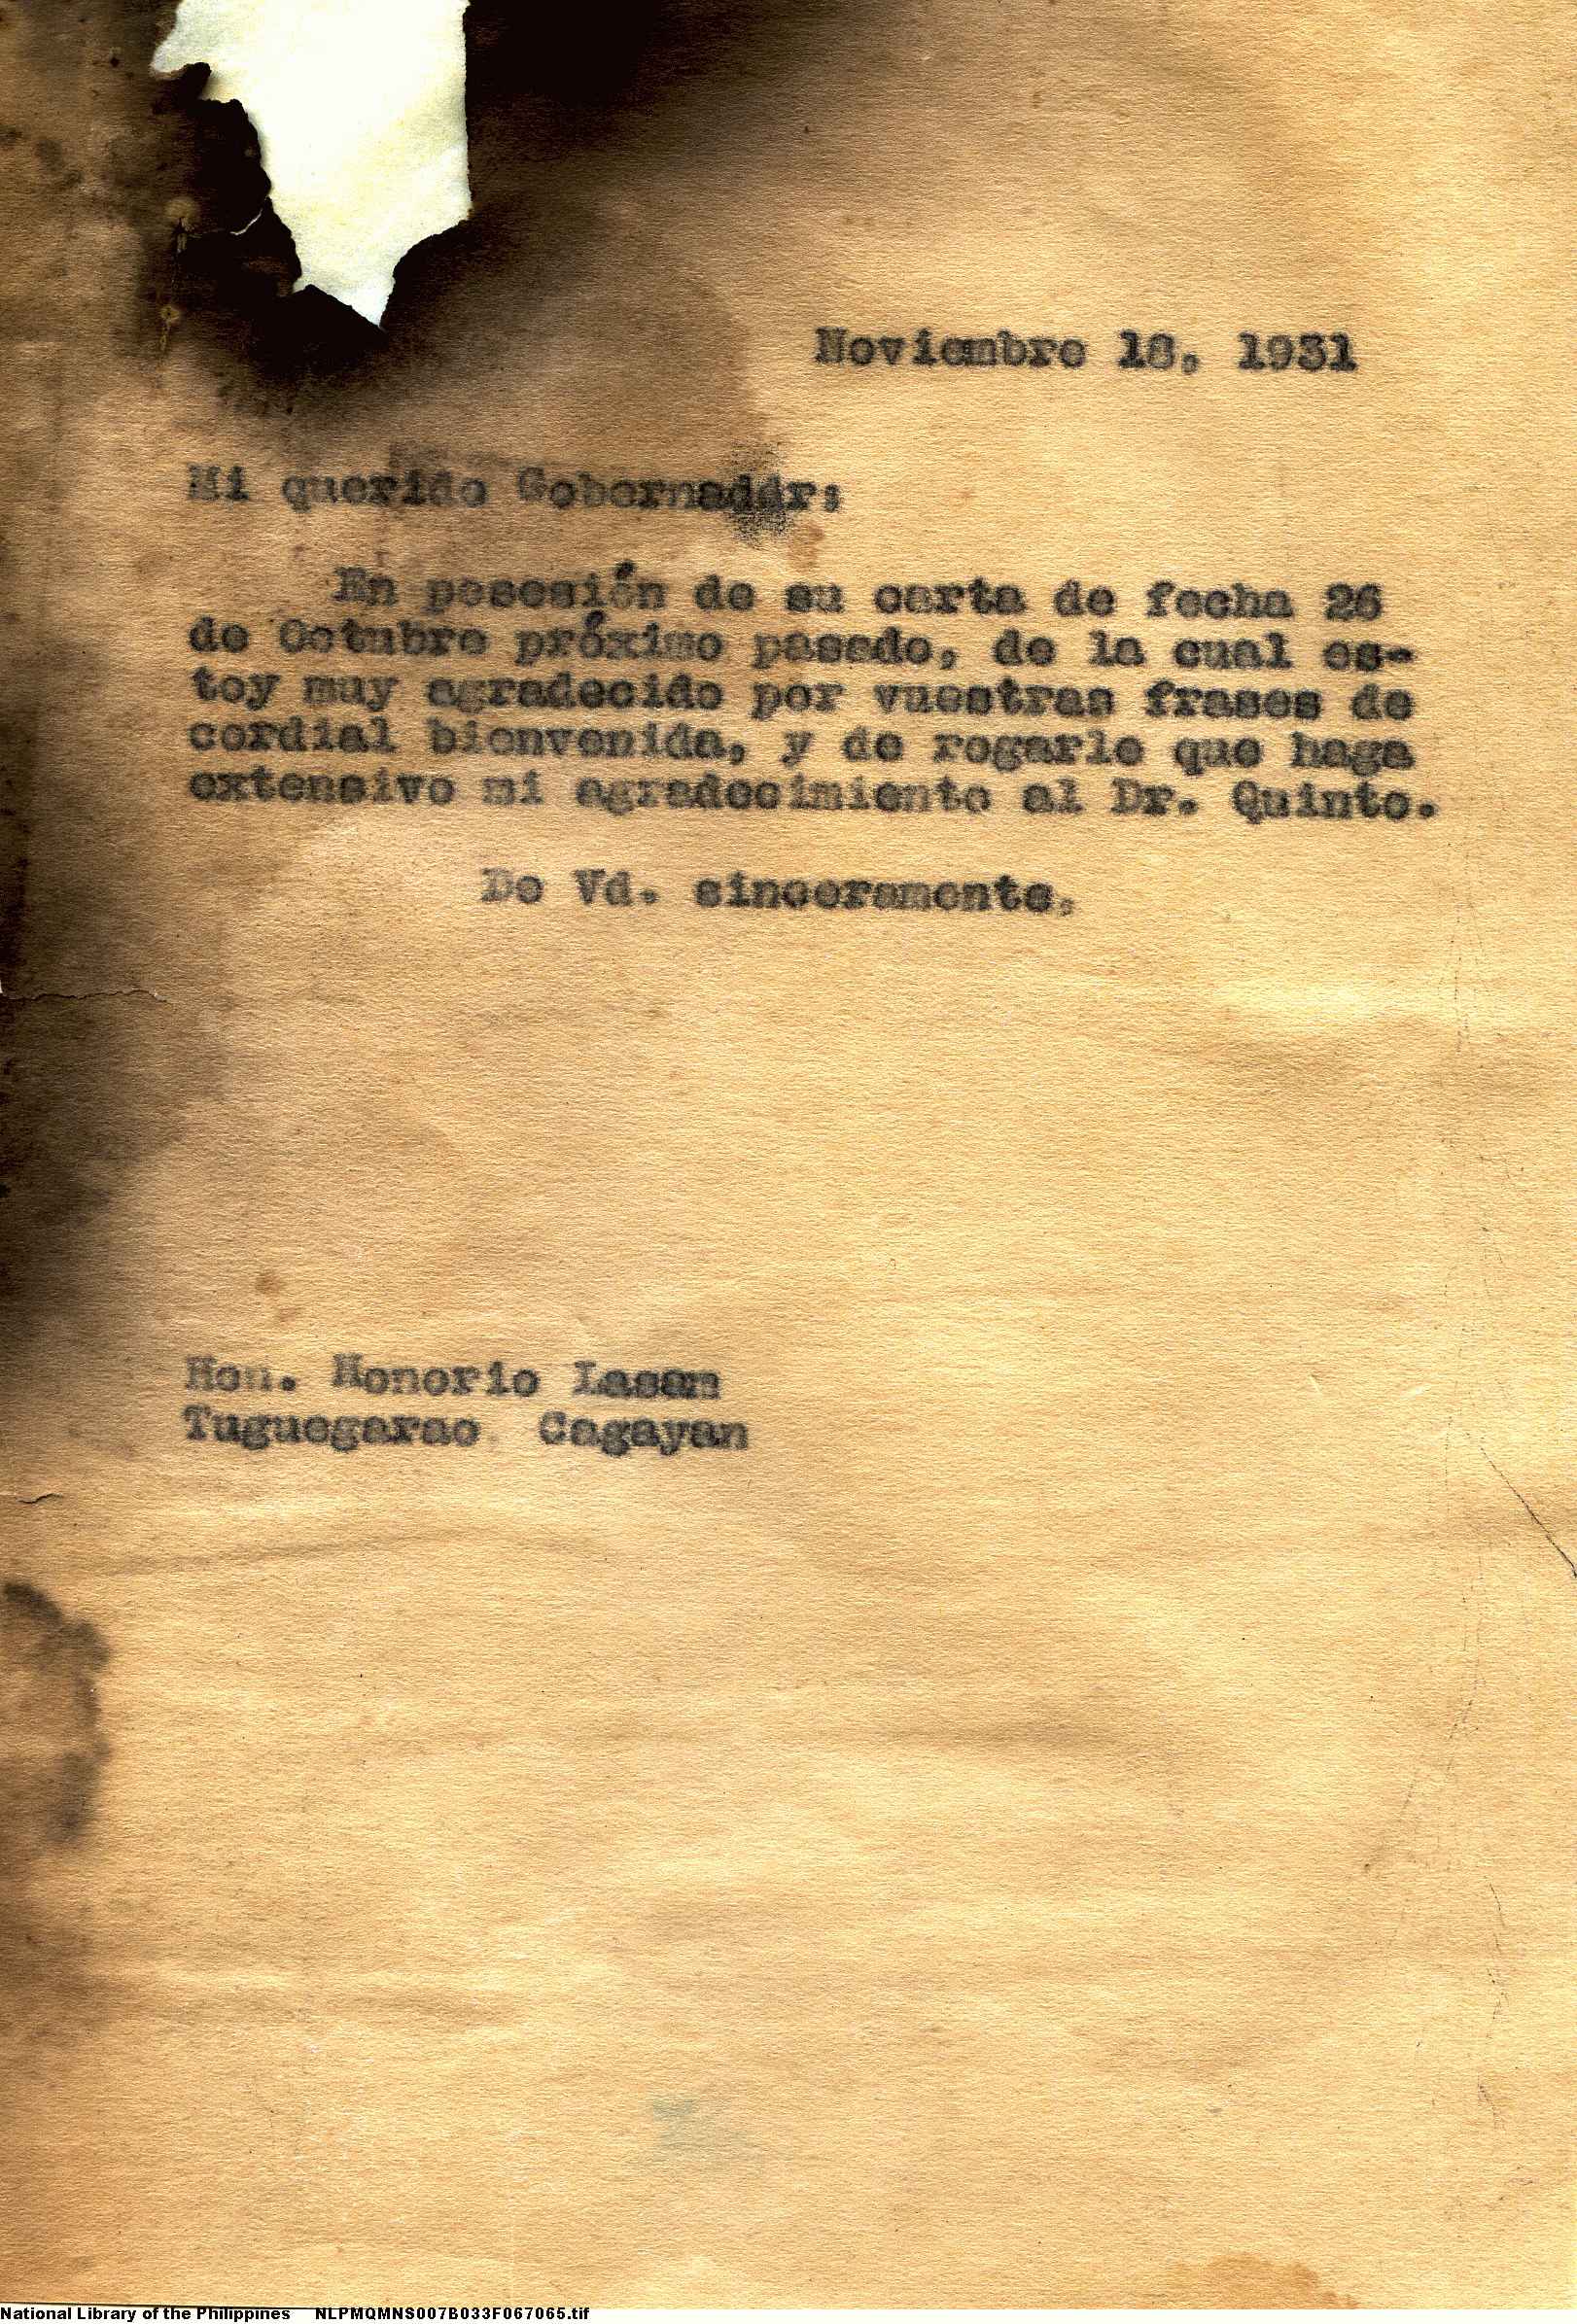 Noviembre 18, 1931
Mi querido Gobernador:
En posesión de su carta de fecha 26
de Octubre próximo pasado, de la cual es-
toy muy agradecido por vuestras frases de
cordial bienvenida, y de rogarle que haga
extensivo mi agradecimiento al Dr. Quinto.
De Vd. sinceramente,
Hon. Honorio Lasam
Tuguegarao Cagayan
National Library of the Philippines NLPMQMNS007B033F067065.tif